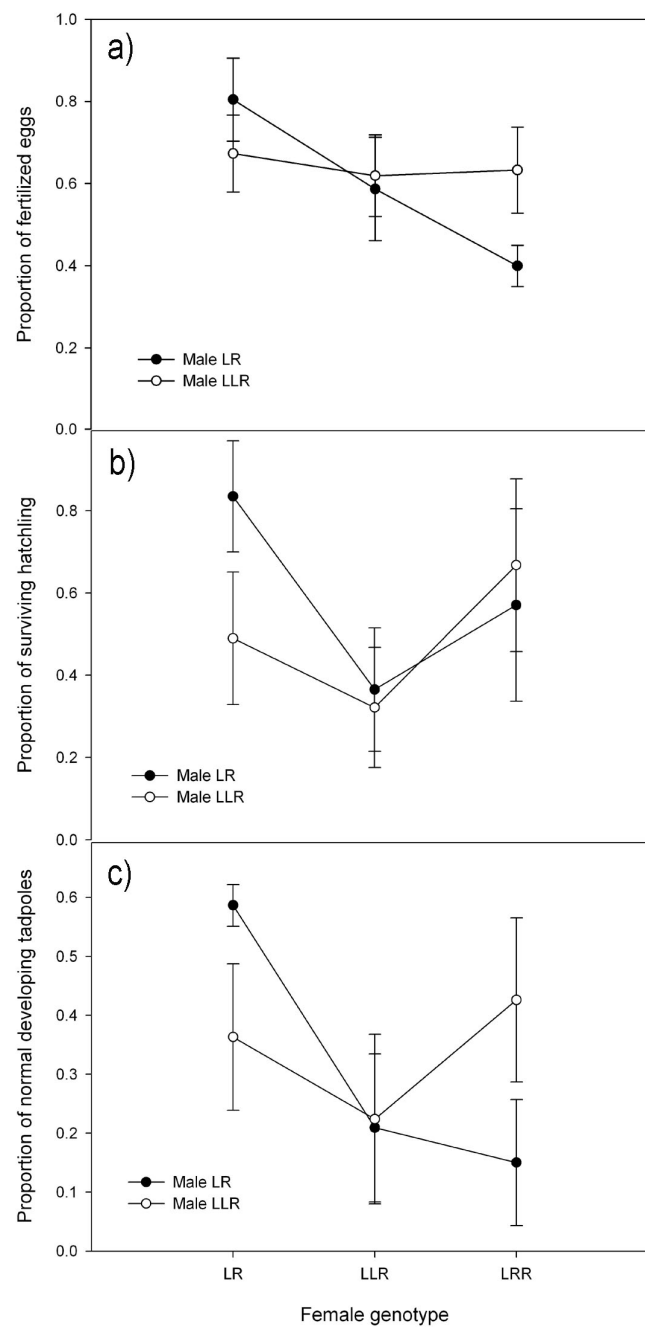 a)
Proportion of fertilized eggs
1.0
0.8
0.6
0.4
0.2
0.0
Male LR
Male LLR
b)
Proportion of surviving hatchling
0.8
0.6
0.4
0.2
0.0
Male LR
Male LLR
c)
Proportion of normal developing tadpoles
0.6
0.5
0.4
0.3
0.2
0.1
0.0
Male LR
Male LLR
LR LLR LRR
Female genotype